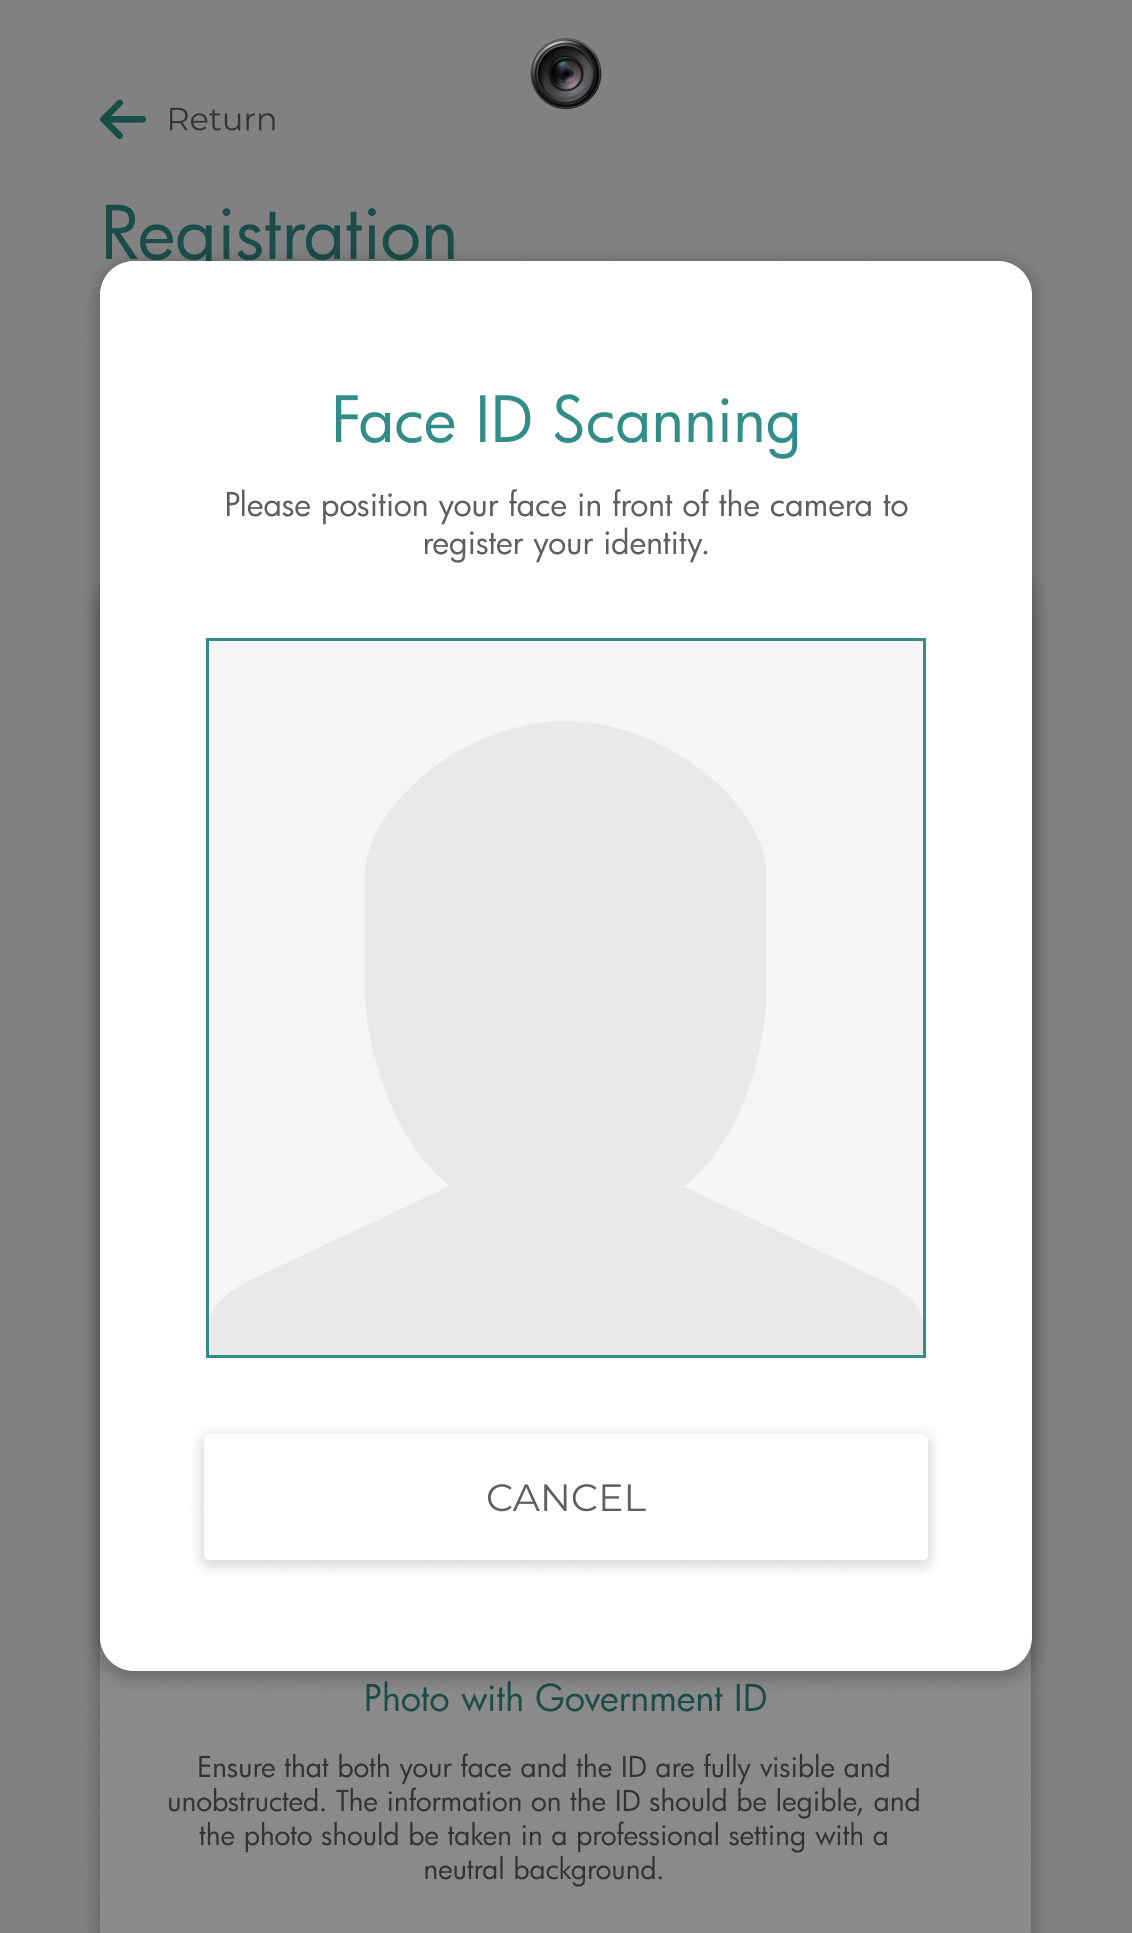 Return
Registration
Face ID Scanning
Please position your face in front of the camera to
register your identity.
CANCEL
Photo with Government ID
Ensure that both your face and the ID are fully visible and
unobstructed. The information on the ID should be legible, and
the photo should be taken in a professional setting with a
neutral background.